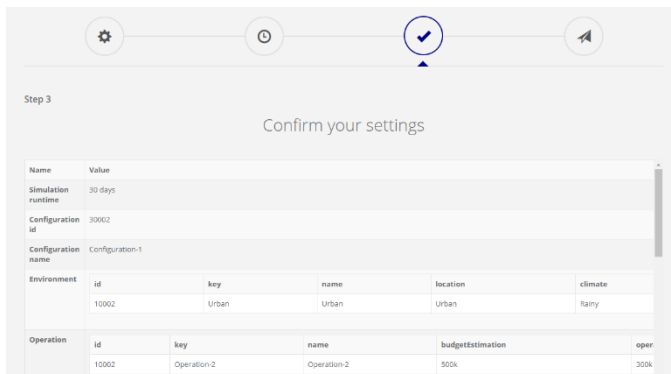 Step 3
Confirm your settings
Name Value
Simulation runtime 30 days
Configuration id 30002
Configuration name Configuration-1
Environment
id key name location climate
10002 Urban Urban Urban Rainy
Operation
id key name budgetEstimation oper
10002 Operation-2 Operation-2 500k 300k